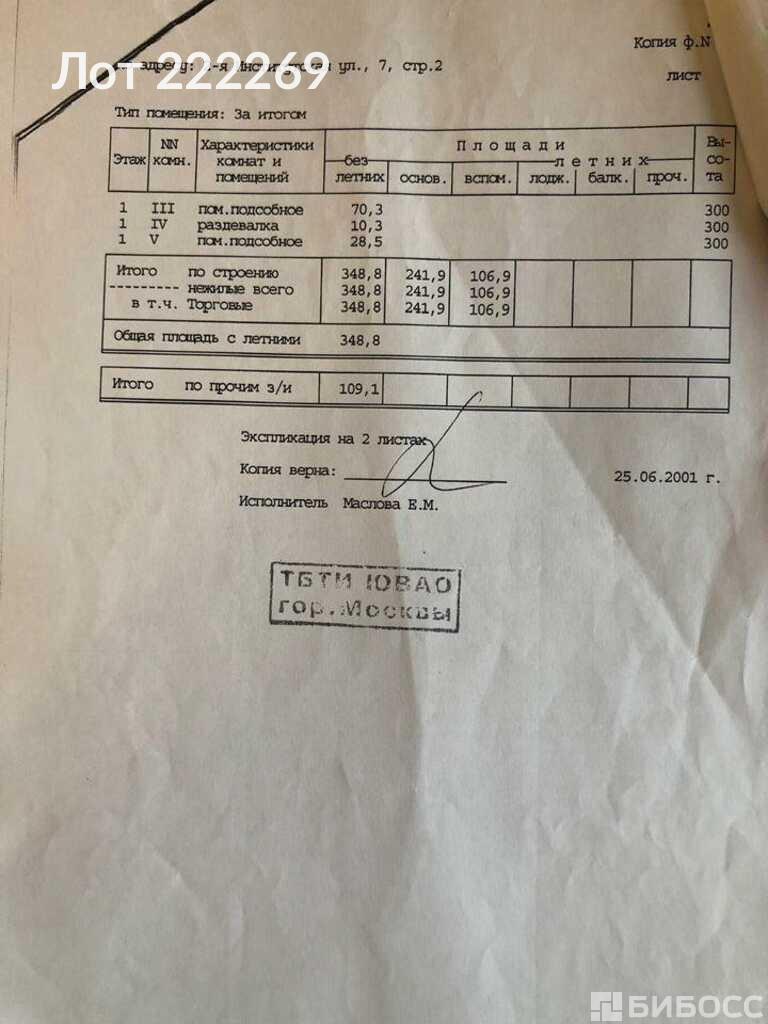 Копия ф.N
Лот 222269
адресу: 1-я Институтская ул., 7, стр.2
лист
Тип помещения: За итогом
Этаж NN комн. Характеристики комнат и помещений Площади Вы-со-та
без летних основ. вспом. летних лодж. балк. проч.
1 III пом.подсобное 70,3 300
1 IV раздевалка 10,3 300
1 V пом.подсобное 28,5 300
Итого по строению 348,8 241,9 106,9
---------- нежилые всего 348,8 241,9 106,9
в т.ч. Торговые 348,8 241,9 106,9
Общая площадь с летними 348,8
Итого по прочим з/и 109,1
Экспликация на 2 листах
Копия верна:
25.06.2001 г.
Исполнитель Маслова Е.М.
ТБТИ ЮВАО
гор.Москвы
БИБОСС